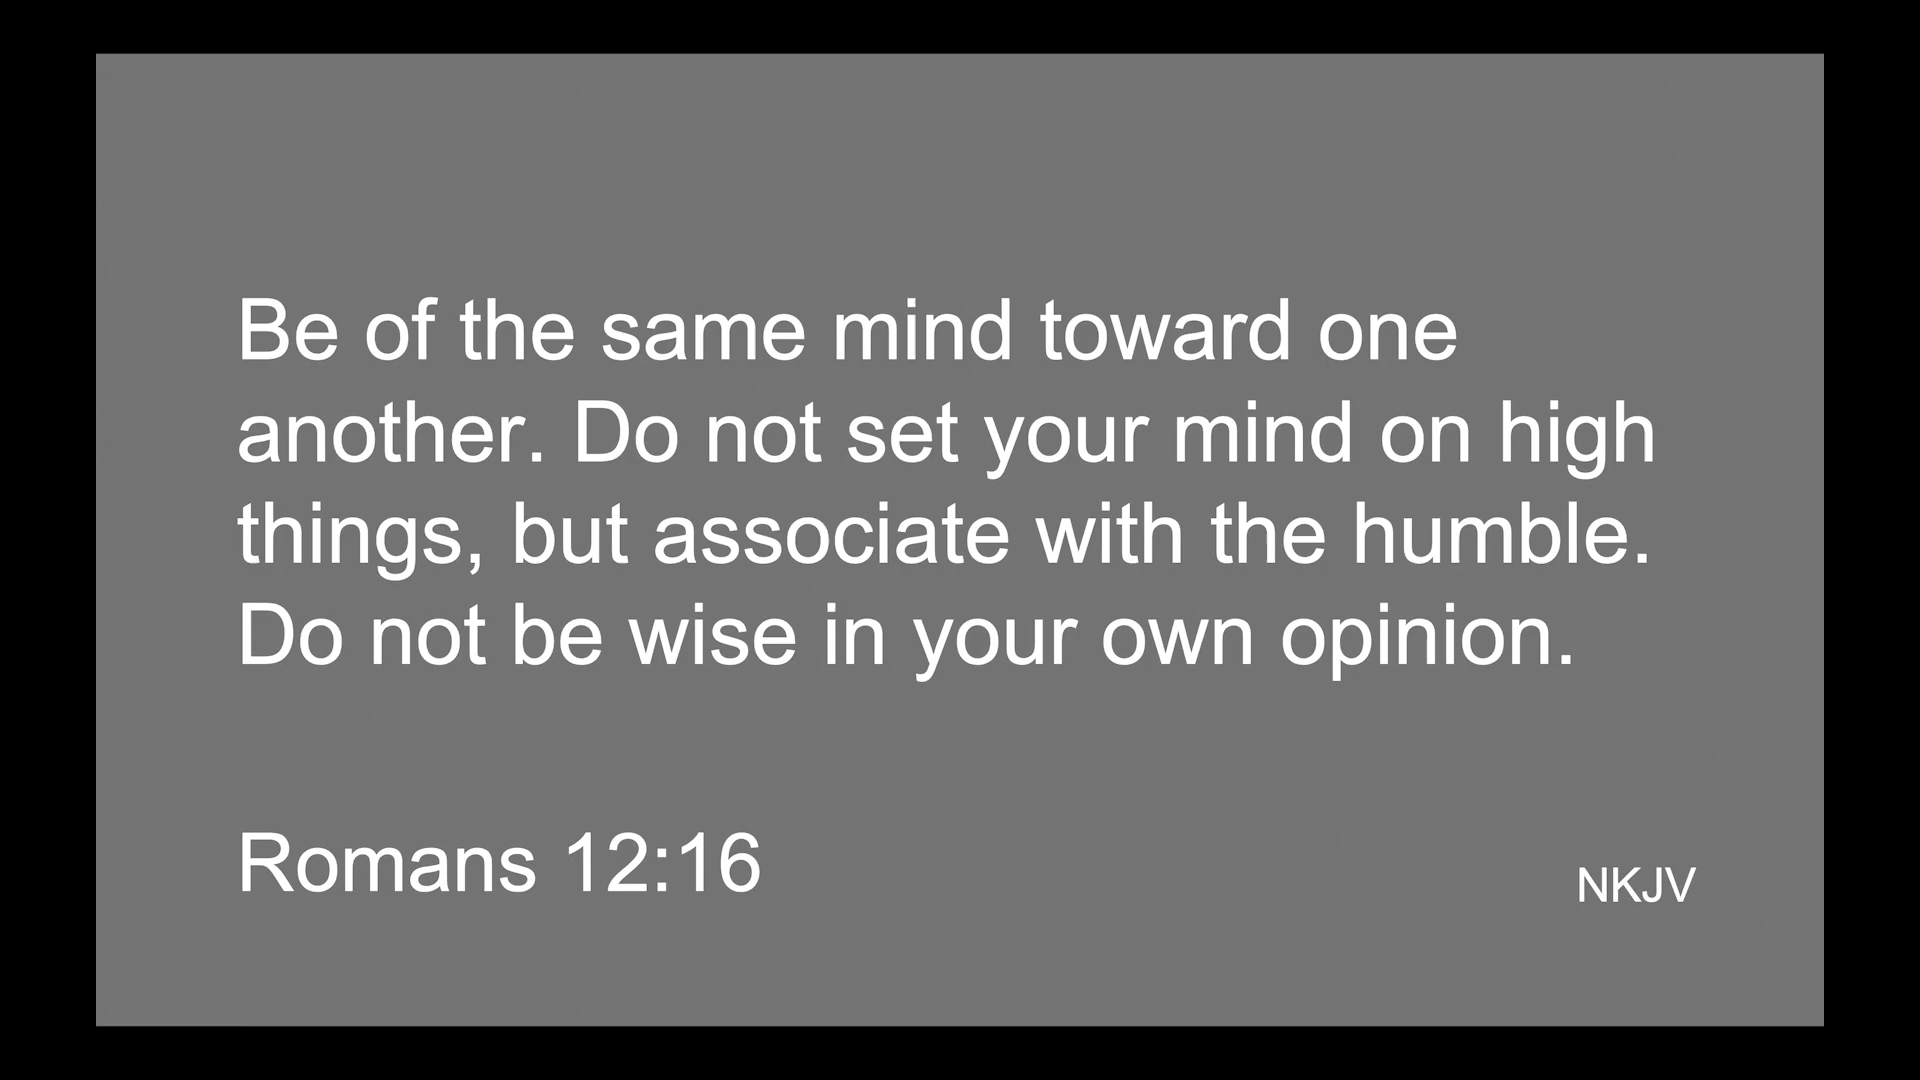 Be of the same mind toward one
another. Do not set your mind on high
things, but associate with the humble.
Do not be wise in your own opinion.
Romans 12:16
NKJV